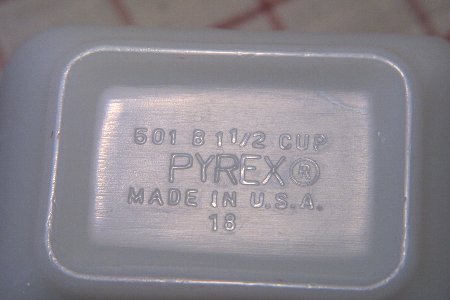 501 B 1 1/2 CUP
PYREX®
MADE IN U.S.A.
18